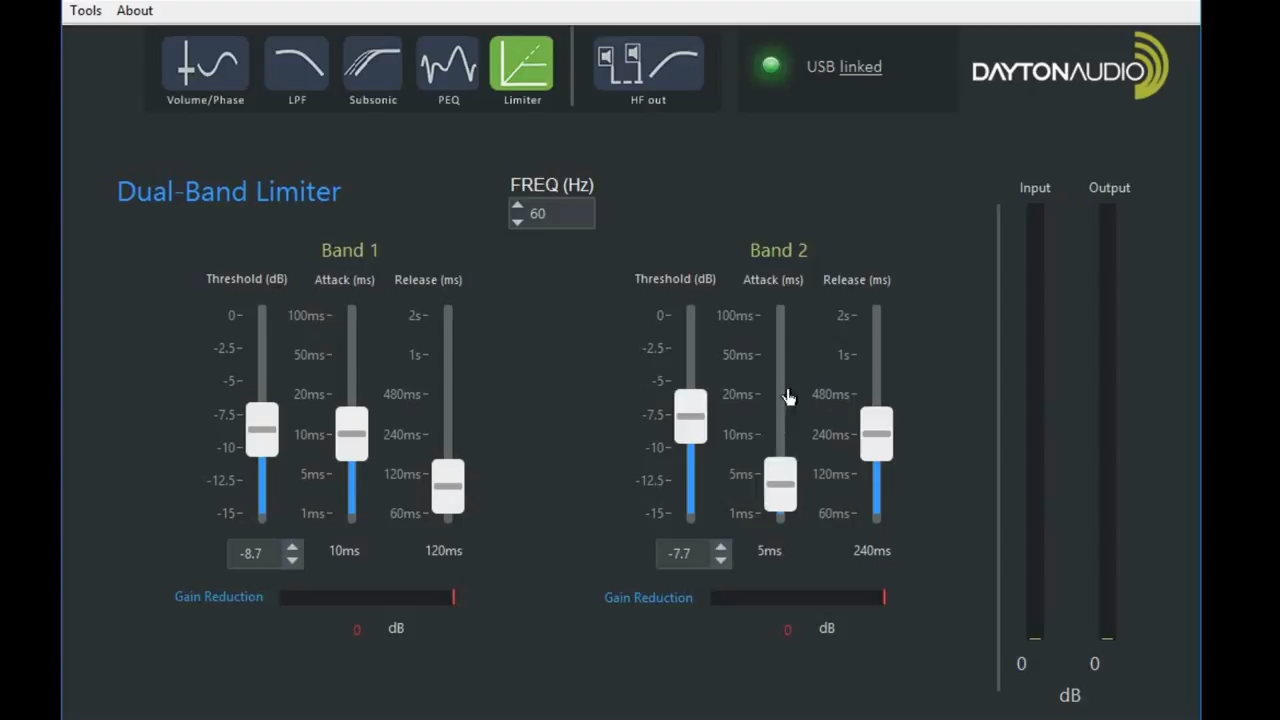 Tools About
Volume/Phase LPF Subsonic PEQ Limiter HF out
USB linked
DAYTON AUDIO
Dual-Band Limiter
FREQ (Hz)
60
Input Output
Band 1 Band 2
Threshold (dB) Attack (ms) Release (ms) Threshold (dB) Attack (ms) Release (ms)
0- 100ms- 2s- 0- 100ms- 2s-
-2.5- 50ms- 1s- -2.5- 50ms- 1s-
-5- 20ms- 480ms- -5- 20ms- 480ms-
-7.5- 10ms- 240ms- -7.5- 10ms- 240ms-
-10- 5ms- 120ms- -10- 5ms- 120ms-
-12.5- 1ms- 60ms- -12.5- 1ms- 60ms-
-15- -15-
-8.7 10ms 120ms -7.7 5ms 240ms
Gain Reduction Gain Reduction
0 dB 0 dB
0 0
dB